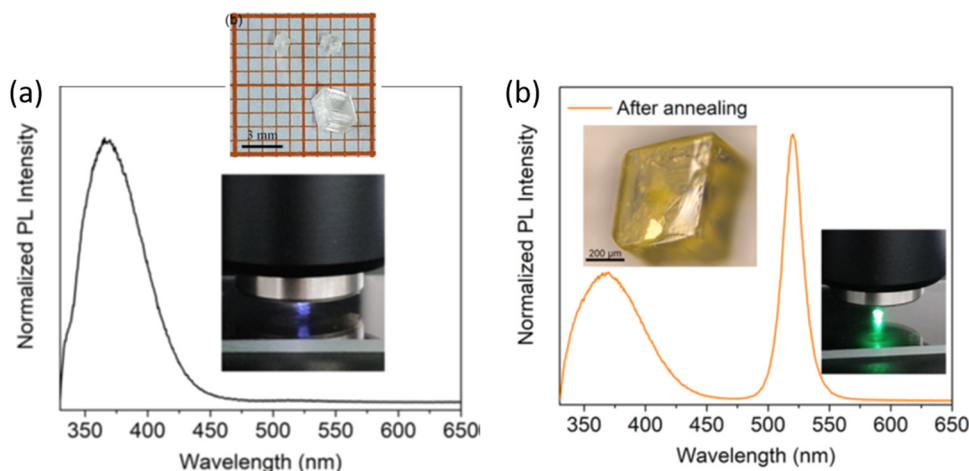 (a)
(b)
3 mm
Normalized PL Intensity
350 400 450 500 550 600 650
Wavelength (nm)
(b)
After annealing
200 µm
Normalized PL Intensity
350 400 450 500 550 600 650
Wavelength (nm)